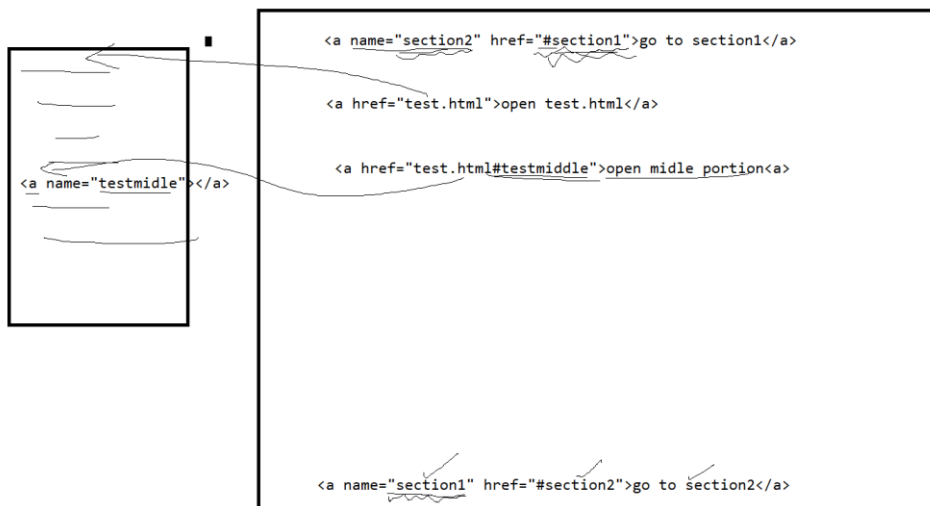 <a name="section2" href="#section1">go to section1</a>
<a href="test.html">open test.html</a>
<a href="test.html#testmiddle">open midle portion<a>
<a name="testmidle"></a>
<a name="section1" href="#section2">go to section2</a>